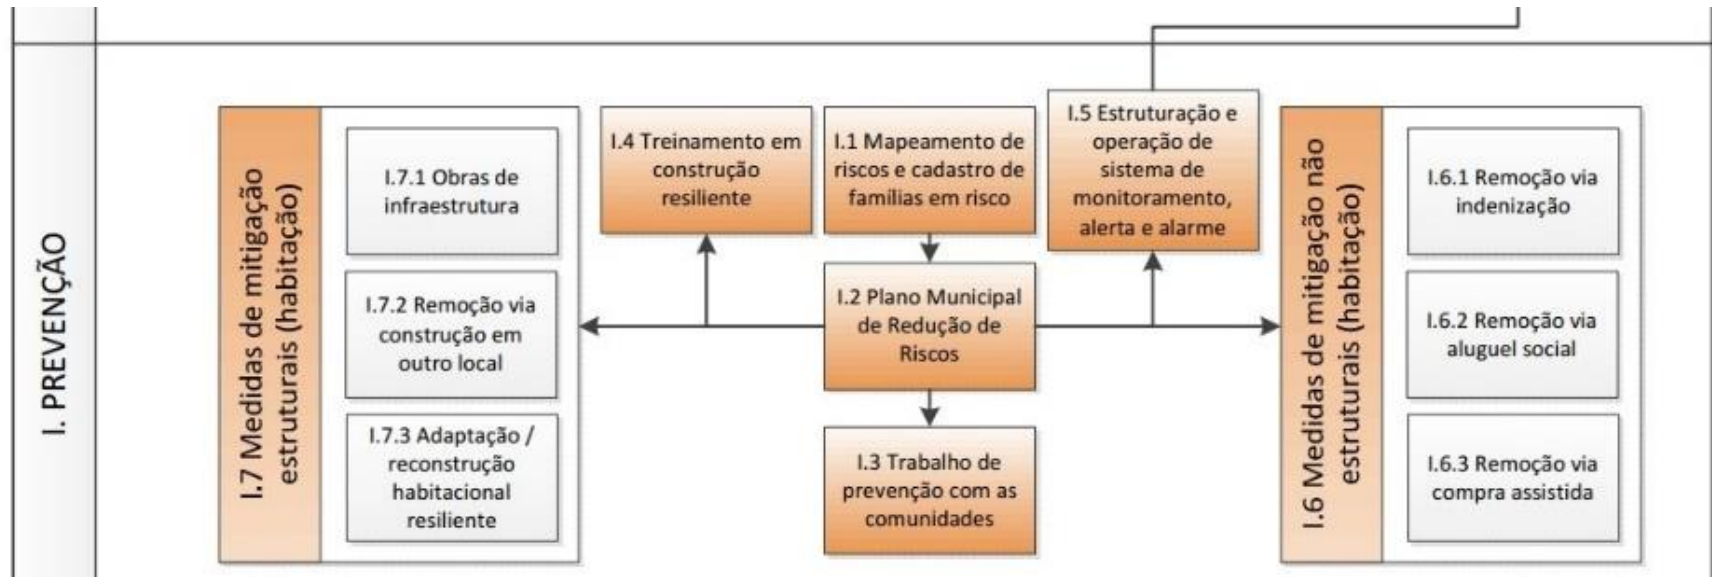 I. PREVENÇÃO
I.7 Medidas de mitigação
estruturais (habitação)
I.7.1 Obras de
infraestrutura
I.7.2 Remoção via
construção em
outro local
I.7.3 Adaptação /
reconstrução
habitacional
resiliente
I.4 Treinamento em
construção
resiliente
I.1 Mapeamento de
riscos e cadastro de
famílias em risco
I.2 Plano Municipal
de Redução de
Riscos
I.3 Trabalho de
prevenção com as
comunidades
I.5 Estruturação e
operação de
sistema de
monitoramento,
alerta e alarme
I.6 Medidas de mitigação não
estruturais (habitação)
I.6.1 Remoção via
indenização
I.6.2 Remoção via
aluguel social
I.6.3 Remoção via
compra assistida